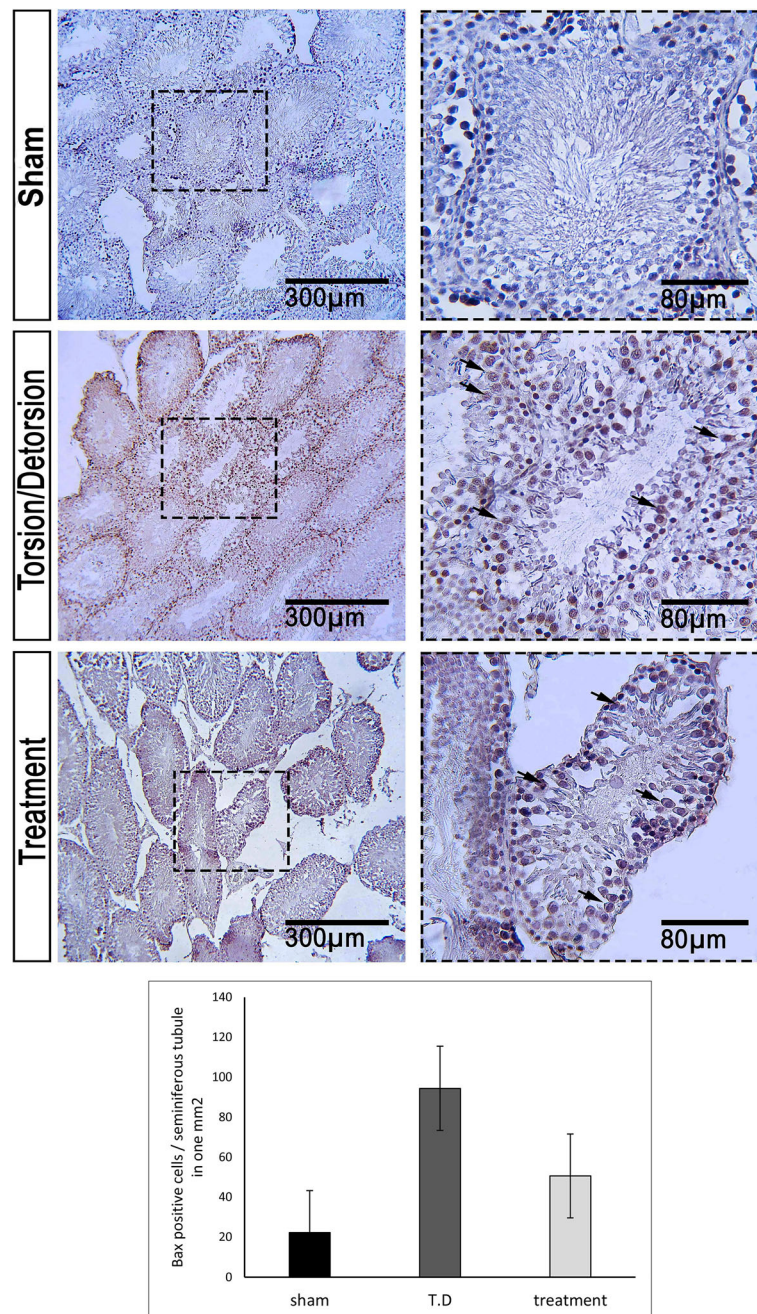 Sham
300µm
80µm
Torsion/Detorsion
300µm
80µm
Treatment
300µm
80µm
Bax positive cells / seminiferous tubule
in one mm2
140
120
100
80
60
40
20
0
sham
T.D
treatment